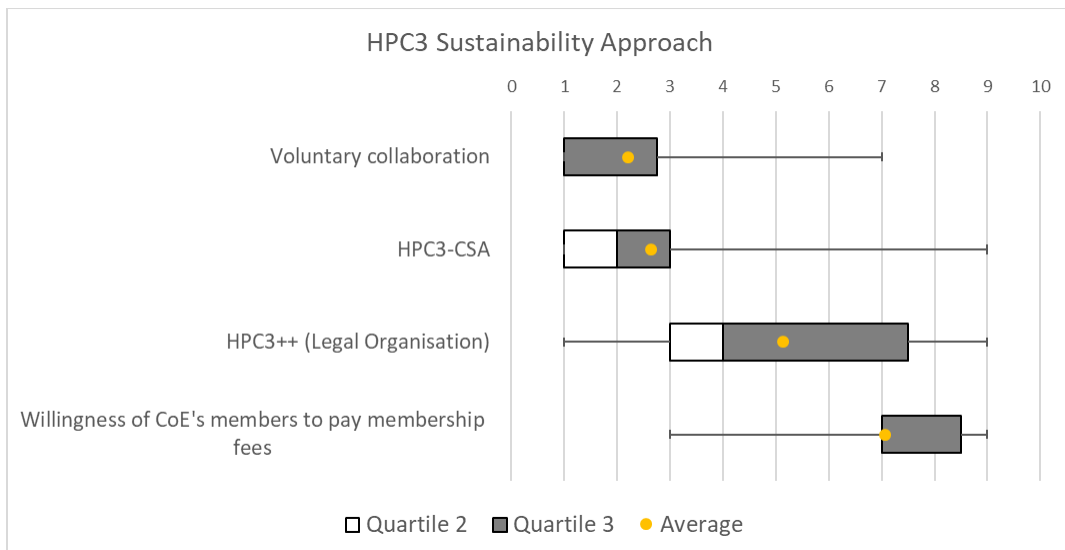 HPC3 Sustainability Approach
0 1 2 3 4 5 6 7 8 9 10
Voluntary collaboration
HPC3-CSA
HPC3++ (Legal Organisation)
Willingness of CoE's members to pay membership
fees
Quartile 2 Quartile 3 Average